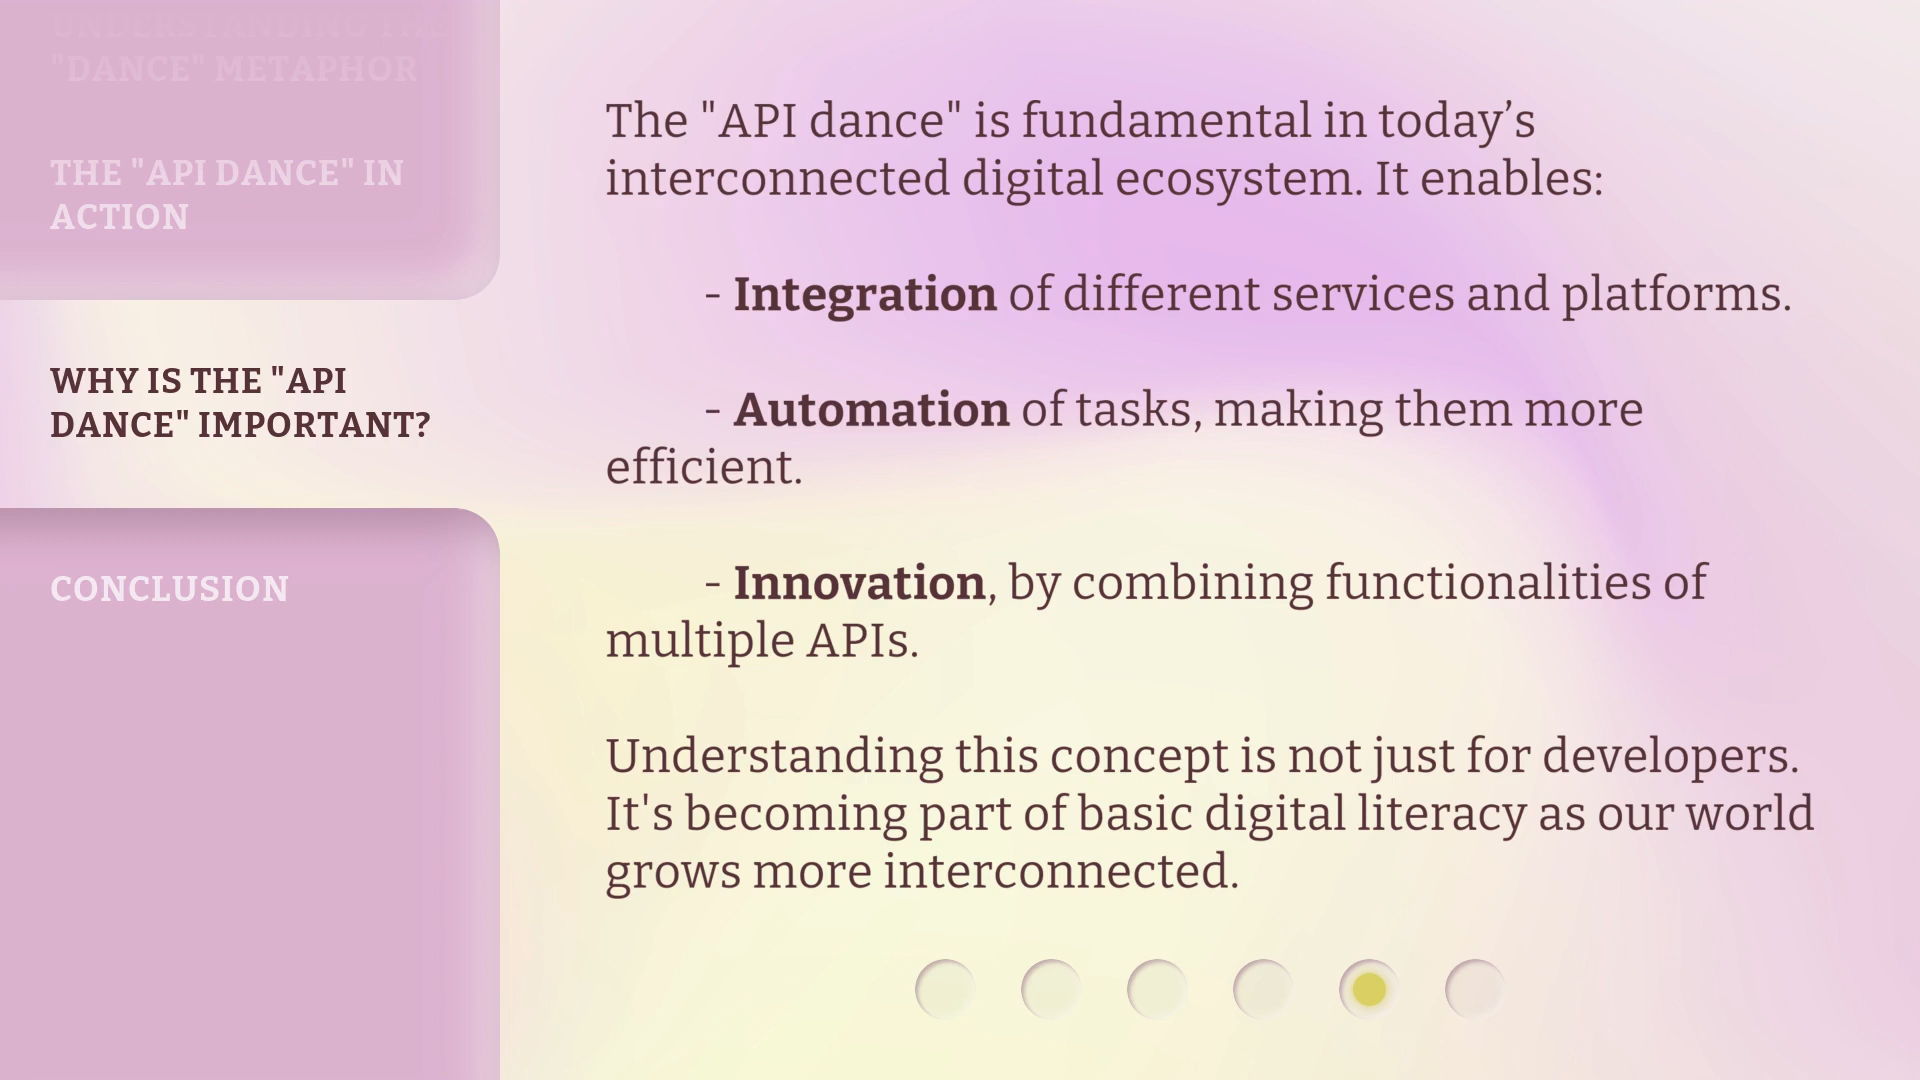 UNDERSTANDING THE
"DANCE" METAPHOR
THE "API DANCE" IN
ACTION
WHY IS THE "API
DANCE" IMPORTANT?
CONCLUSION
The "API dance" is fundamental in today’s
interconnected digital ecosystem. It enables:
- Integration of different services and platforms.
- Automation of tasks, making them more
efficient.
- Innovation, by combining functionalities of
multiple APIs.
Understanding this concept is not just for developers.
It's becoming part of basic digital literacy as our world
grows more interconnected.